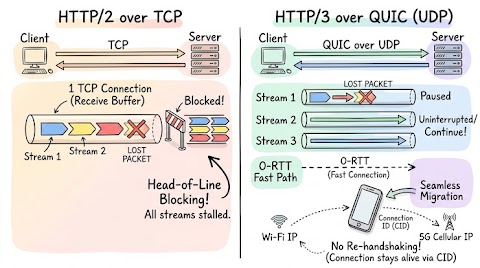 HTTP/2 over TCP
Client
Server
TCP
1 TCP Connection
(Receive Buffer)
Blocked!
Stream 1
Stream 2
LOST
PACKET
Head-of-Line
Blocking!
All streams stalled.
HTTP/3 over QUIC (UDP)
Client
Server
QUIC over UDP
LOST PACKET
Stream 1
Paused
Stream 2
Uninterrupted/
Continue!
Stream 3
0-RTT
Fast Path
0-RTT
(Fast Connection)
Seamless
Migration
Connection
ID (CID)
Wi-Fi IP
5G Cellular IP
No Re-handshaking!
(Connection stays alive via CID)